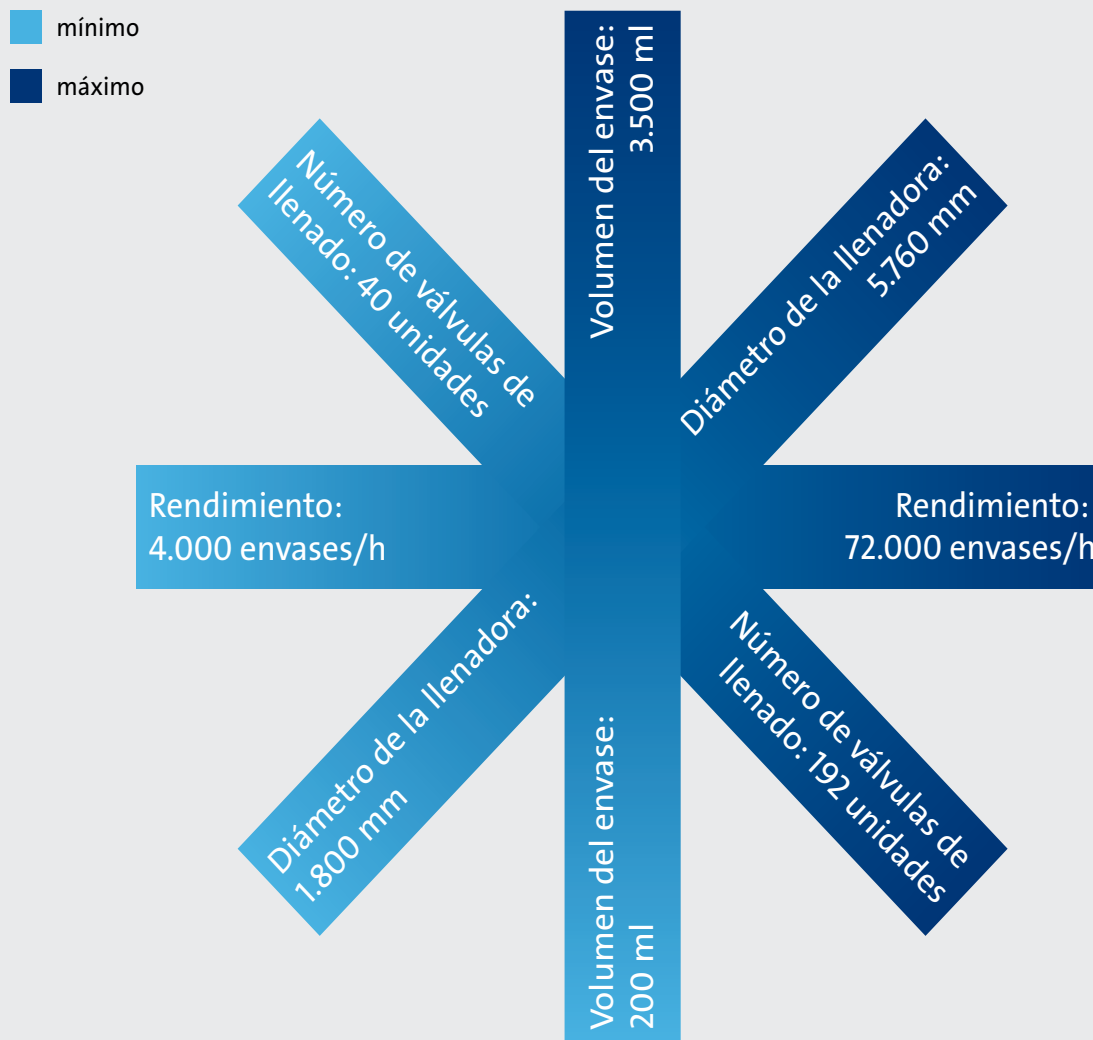 mínimo
máximo
Volumen del envase:
3.500 ml
Número de válvulas de
llenado: 40 unidades
Diámetro de la llenadora:
5.760 mm
Rendimiento:
4.000 envases/h
Rendimiento:
72.000 envases/h
Diámetro de la llenadora:
1.800 mm
Número de válvulas de
llenado: 192 unidades
Volumen del envase:
200 ml